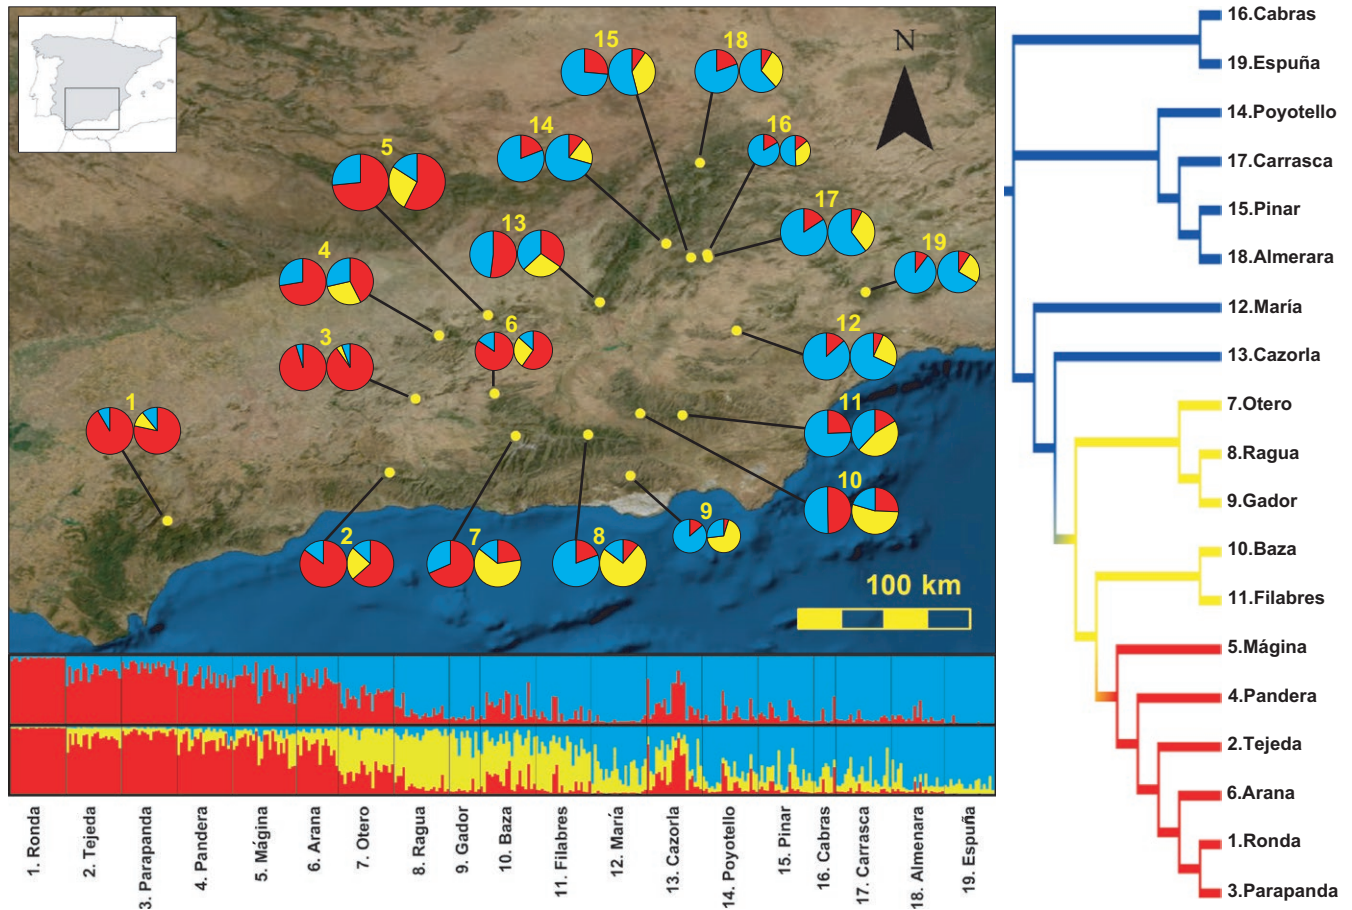 15
18
N
14
16
5
13
17
4
19
6
12
3
1
11
10
9
2
7
8
100 km
1. Ronda
2. Tejeda
3. Parapanda
4. Pandera
5. Mágina
6. Arana
7. Otero
8. Ragua
9. Gador
10. Baza
11. Filabres
12. María
13. Cazorla
14. Poyotello
15. Pinar
16. Cabras
17. Carrasca
18. Almenara
19. Espuña
16.Cabras
19.Espuña
14.Poyotello
17.Carrasca
15.Pinar
18.Almerara
12.María
13.Cazorla
7.Otero
8.Ragua
9.Gador
10.Baza
11.Filabres
5.Mágina
4.Pandera
2.Tejeda
6.Arana
1.Ronda
3.Parapanda